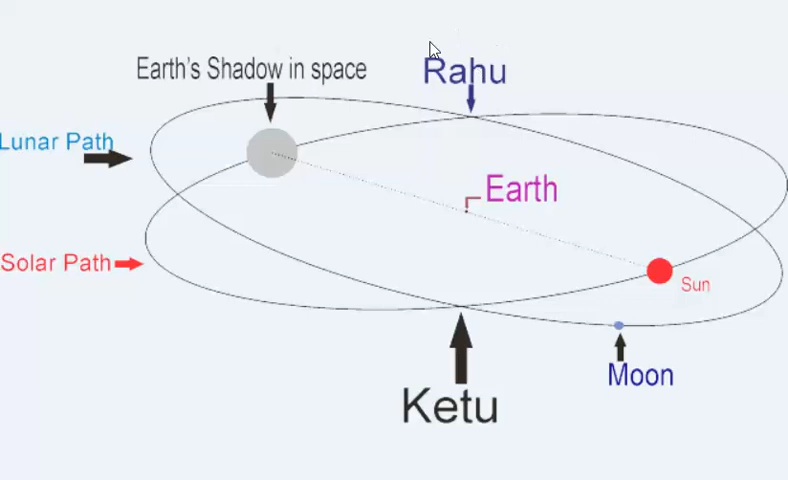 Earth's Shadow in space
Rahu
Lunar Path
Earth
Solar Path
Sun
Moon
Ketu